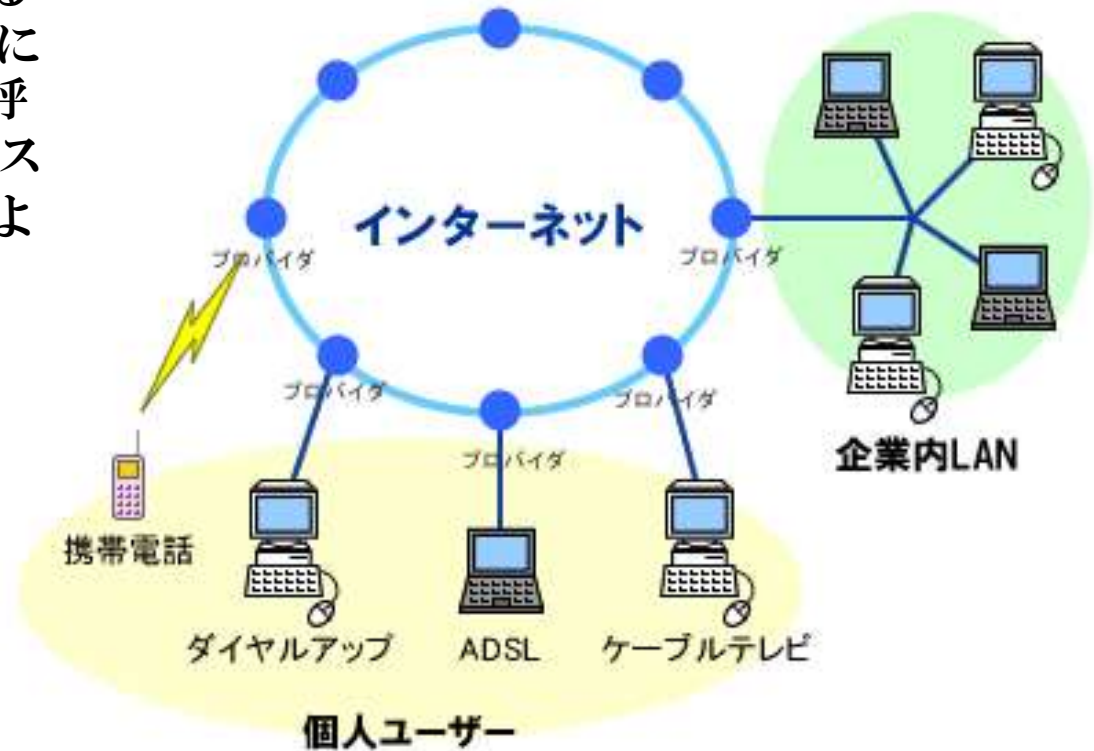 に
呼
ス
よ
インターネット
プロバイダ
プロバイダ
プロバイダ
プロバイダ
プロバイダ
企業内LAN
携帯電話
ダイヤルアップ
ADSL
ケーブルテレビ
個人ユーザー